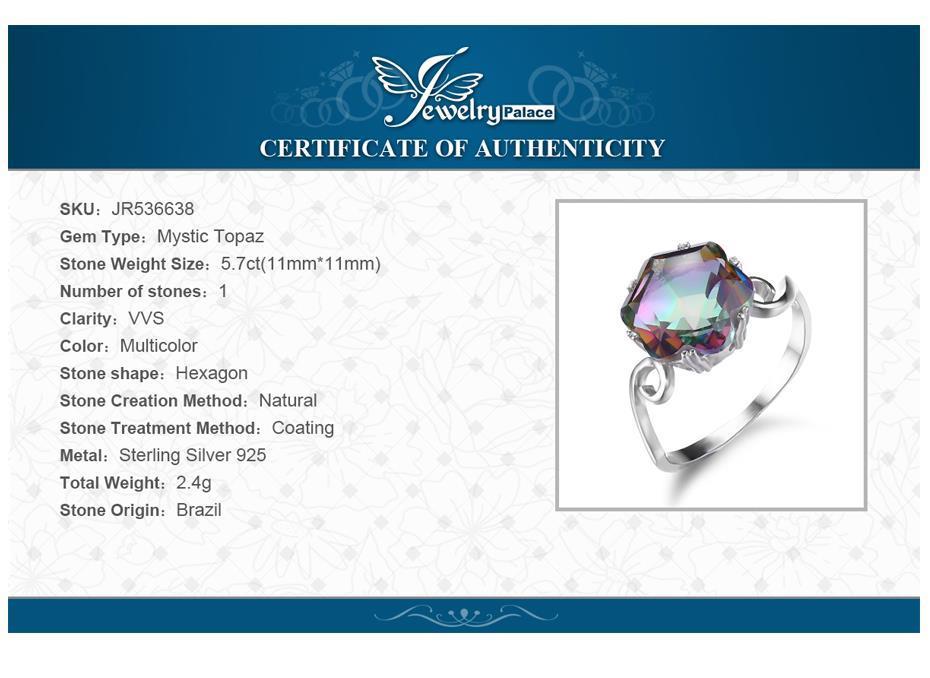 Jewelry Palace
CERTIFICATE OF AUTHENTICITY
SKU: JR536638
Gem Type: Mystic Topaz
Stone Weight Size: 5.7ct(11mm*11mm)
Number of stones: 1
Clarity: VVS
Color: Multicolor
Stone shape: Hexagon
Stone Creation Method: Natural
Stone Treatment Method: Coating
Metal: Sterling Silver 925
Total Weight: 2.4g
Stone Origin: Brazil